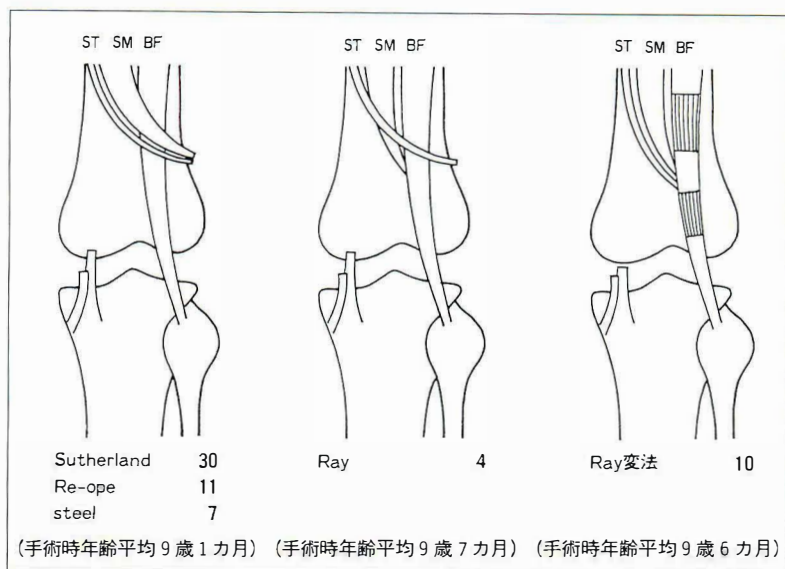 ST SM BF
Sutherland 30
Re-ope 11
steel 7
(手術時年齢平均9歳1カ月)
ST SM BF
Ray 4
(手術時年齢平均9歳7カ月)
ST SM BF
Ray変法 10
(手術時年齢平均9歳6カ月)